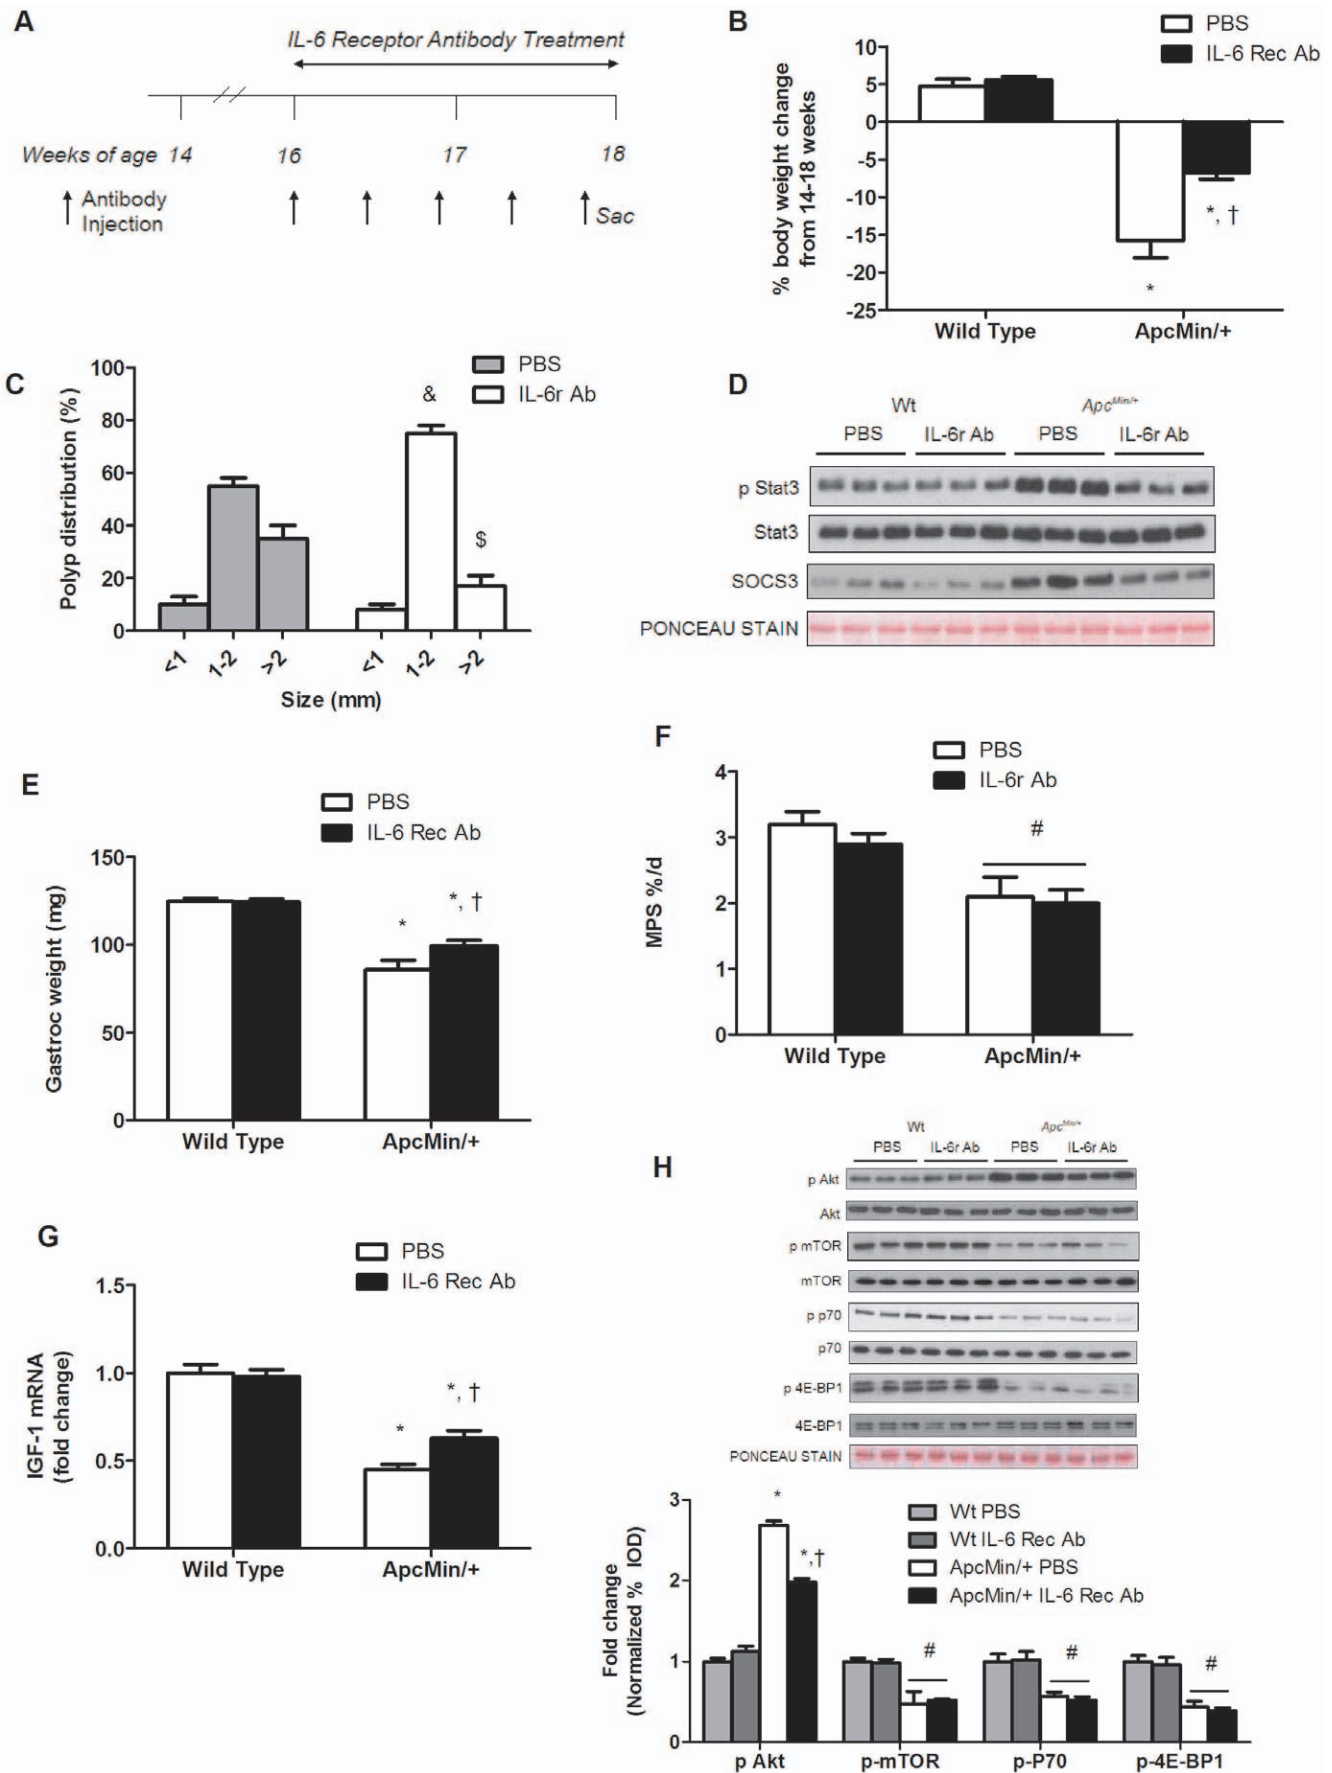 A
IL-6 Receptor Antibody Treatment
Weeks of age 14 16 17 18
Antibody
Injection
Sac
B
PBS
IL-6 Rec Ab
% body weight change
from 14-18 weeks
10
5
0
-5
-10
-15
-20
-25
*
*, †
Wild Type ApcMin/+
C
PBS
IL-6r Ab
Polyp distribution (%)
100
80
60
40
20
0
&
$
<1 1-2 >2 <1 1-2 >2
Size (mm)
D
Wt ApcMin/+
PBS IL-6r Ab PBS IL-6r Ab
p Stat3
Stat3
SOCS3
PONCEAU STAIN
E
PBS
IL-6 Rec Ab
Gastroc weight (mg)
150
100
50
0
*
*, †
Wild Type ApcMin/+
F
PBS
IL-6r Ab
MPS %/d
4
3
2
1
0
#
Wild Type ApcMin/+
G
PBS
IL-6 Rec Ab
IGF-1 mRNA
(fold change)
1.5
1.0
0.5
0.0
*
*, †
Wild Type ApcMin/+
H
Wt ApcMin/+
PBS IL-6r Ab PBS IL-6r Ab
p Akt
Akt
p mTOR
mTOR
p p70
p70
p 4E-BP1
4E-BP1
PONCEAU STAIN
Fold change
(Normalized % IOD)
3
2
1
0
Wt PBS
Wt IL-6 Rec Ab
ApcMin/+ PBS
ApcMin/+ IL-6 Rec Ab
*
*,†
# # #
p Akt p-mTOR p-P70 p-4E-BP1